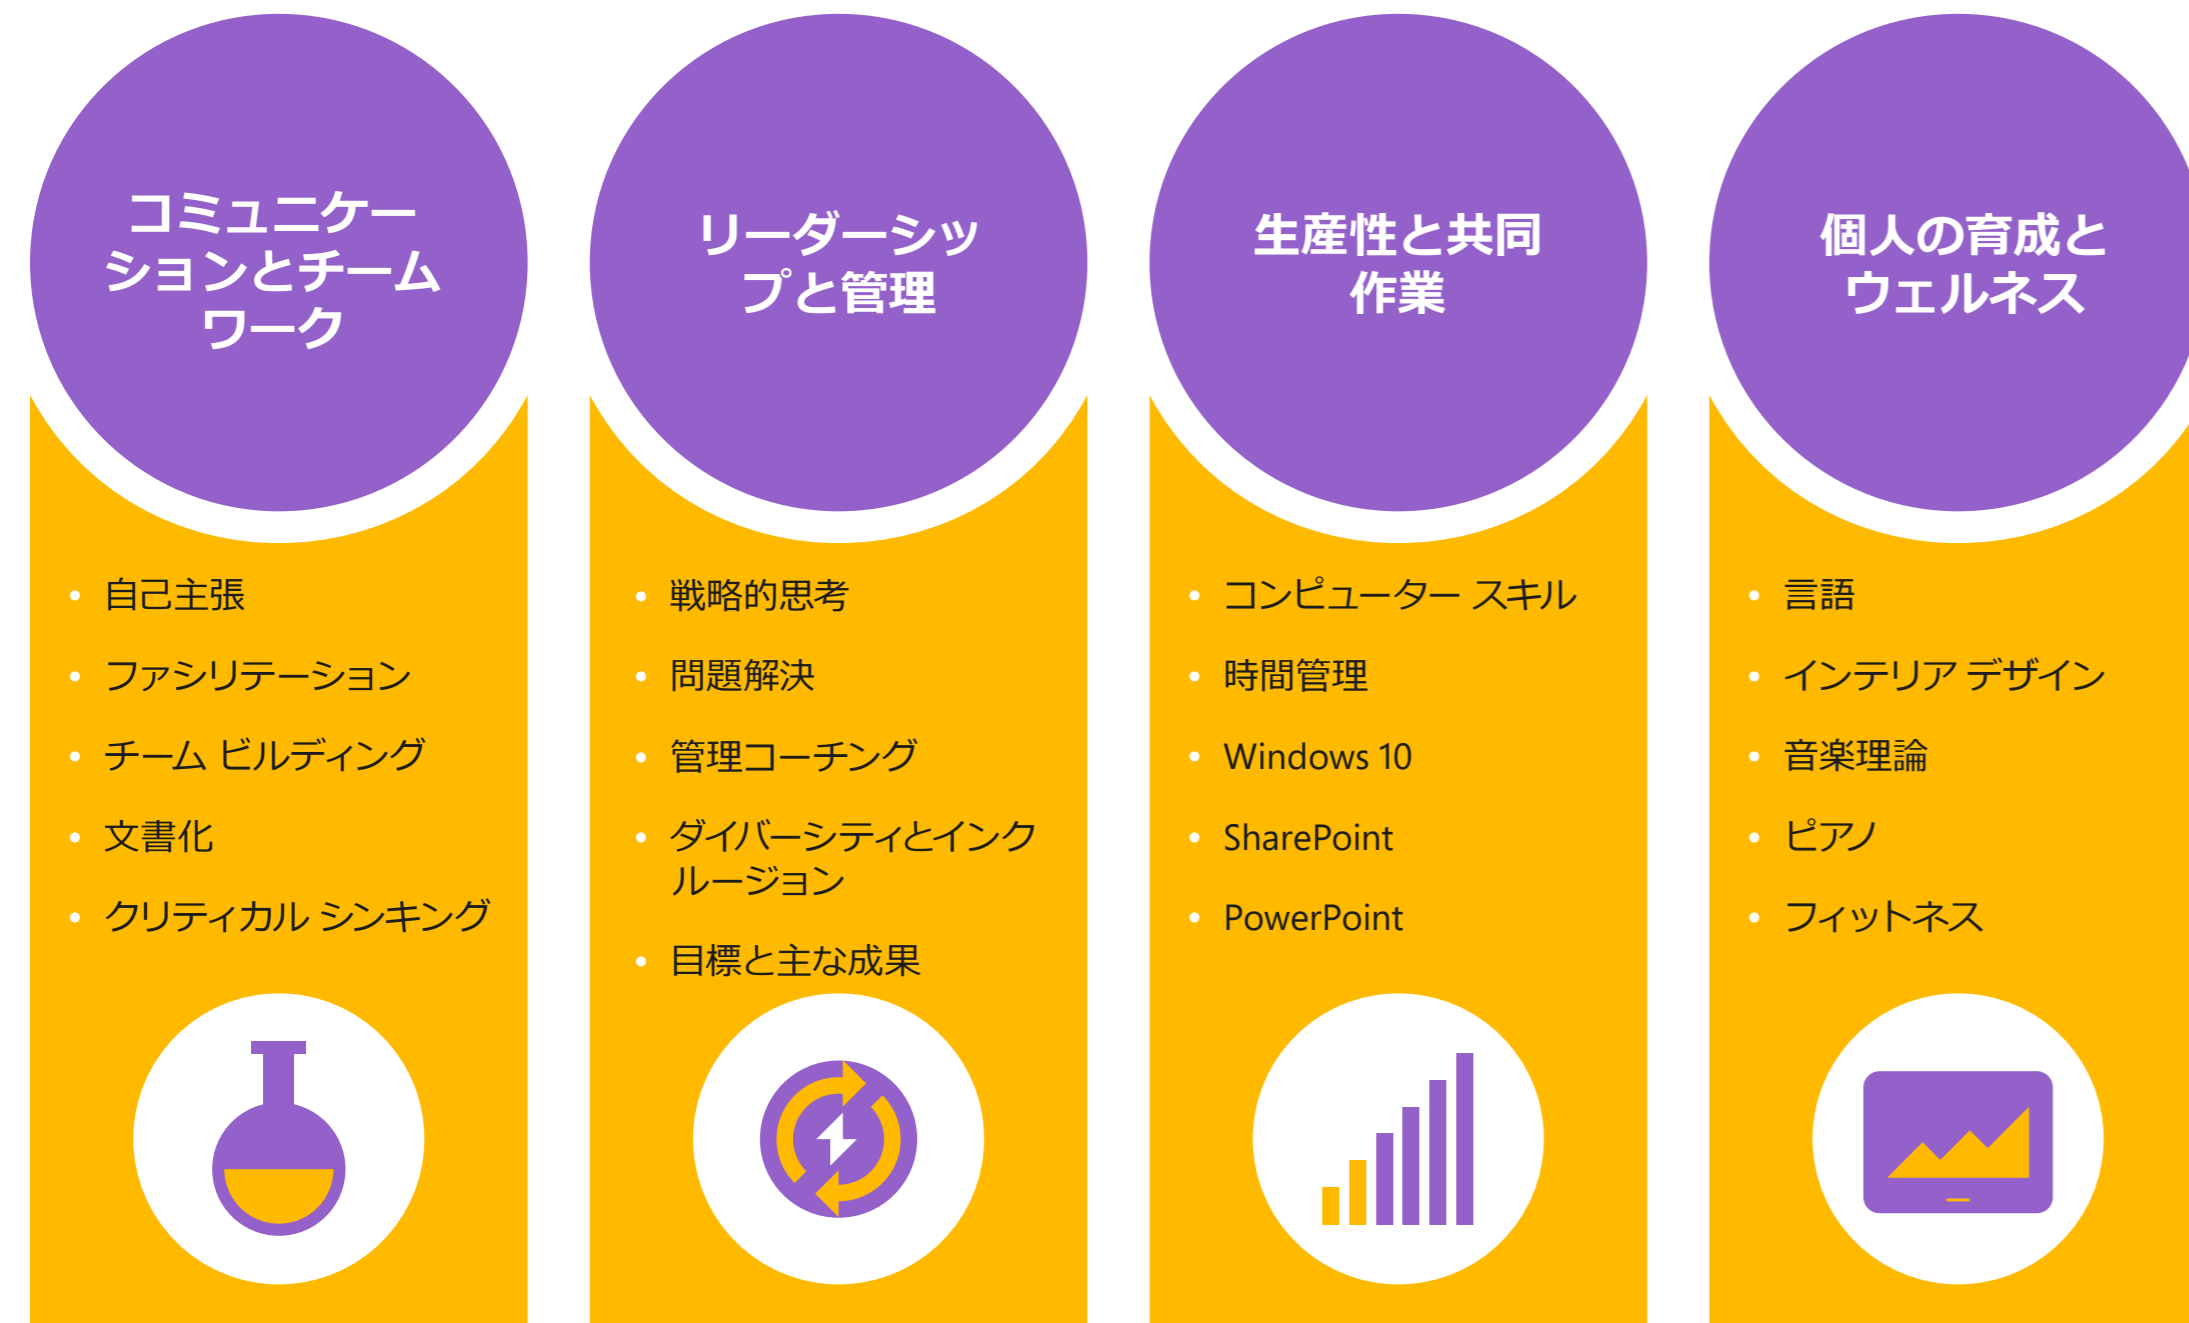 コミュニケー
ションとチーム
ワーク
• 自己主張
• ファシリテーション
• チーム ビルディング
• 文書化
• クリティカル シンキング
リーダーシッ
プと管理
• 戦略的思考
• 問題解決
• 管理コーチング
• ダイバーシティとインク
ルージョン
• 目標と主な成果
生産性と共同
作業
• コンピューター スキル
• 時間管理
• Windows 10
• SharePoint
• PowerPoint
個人の育成と
ウェルネス
• 言語
• インテリア デザイン
• 音楽理論
• ピアノ
• フィットネス